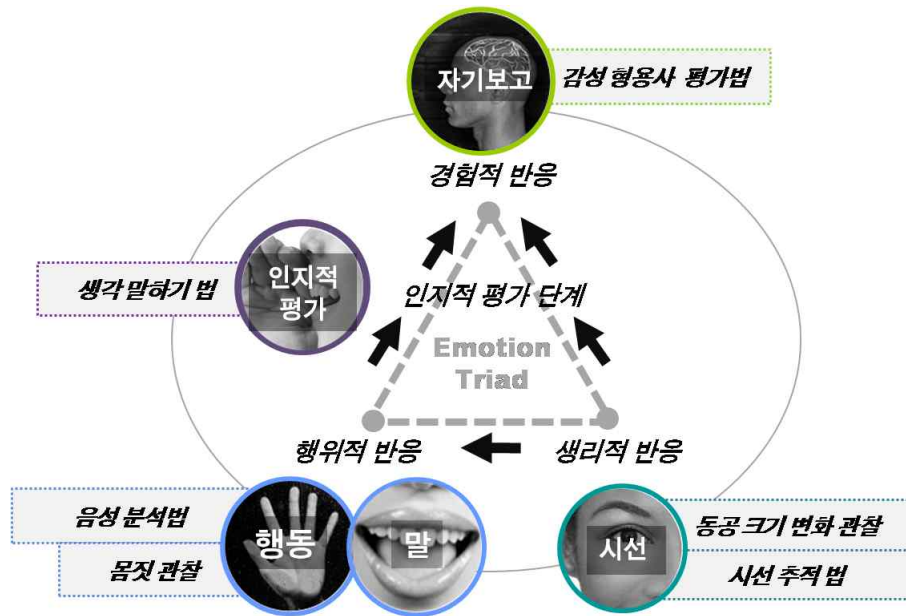 자기보고
감성 형용사 평가법
경험적 반응
인지적
평가
생각 말하기 법
인지적 평가 단계
Emotion
Triad
행위적 반응
생리적 반응
음성 분석법
몸짓 관찰
행동
말
시선
동공 크기 변화 관찰
시선 추적 법